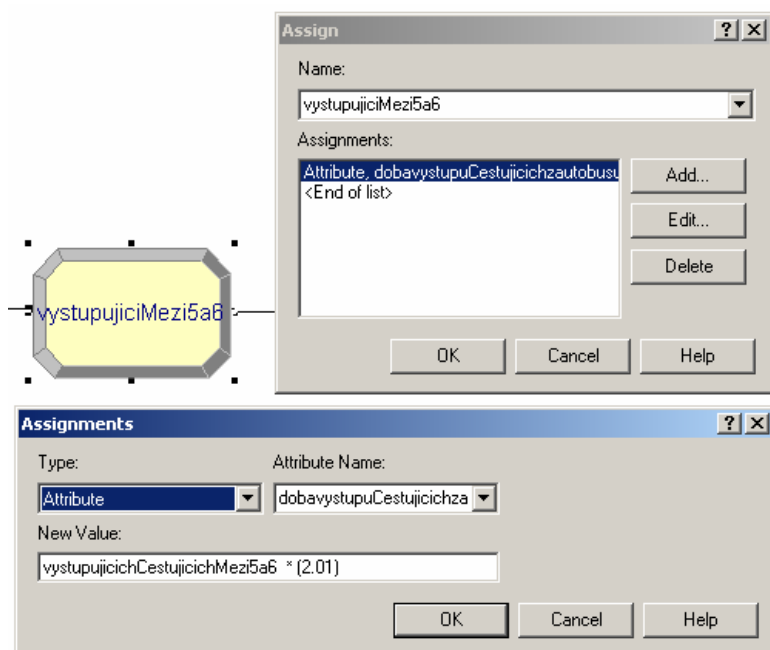 Assign
Name:
vystupujiciMezi5a6
Assignments:
Attribute, dobavystupuCestujicichzautobusu
<End of list>
Add...
Edit...
Delete
OK Cancel Help
vystupujiciMezi5a6
Assignments
Type: Attribute Name:
Attribute dobavystupuCestujicichza
New Value:
vystupujicichCestujicichMezi5a6 * (2.01)
OK Cancel Help